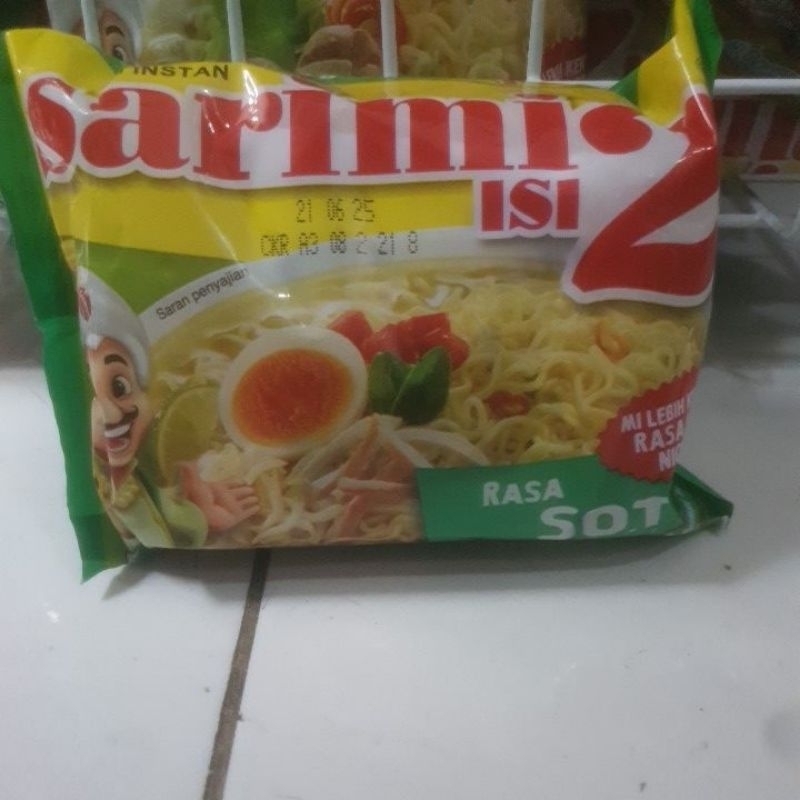 INSTAN
Sarimi
ISI 2
21 06 25
CKR A3 08 2 21 8
Saran penyajian
MI LEBIH
RASA
RASA
SOT